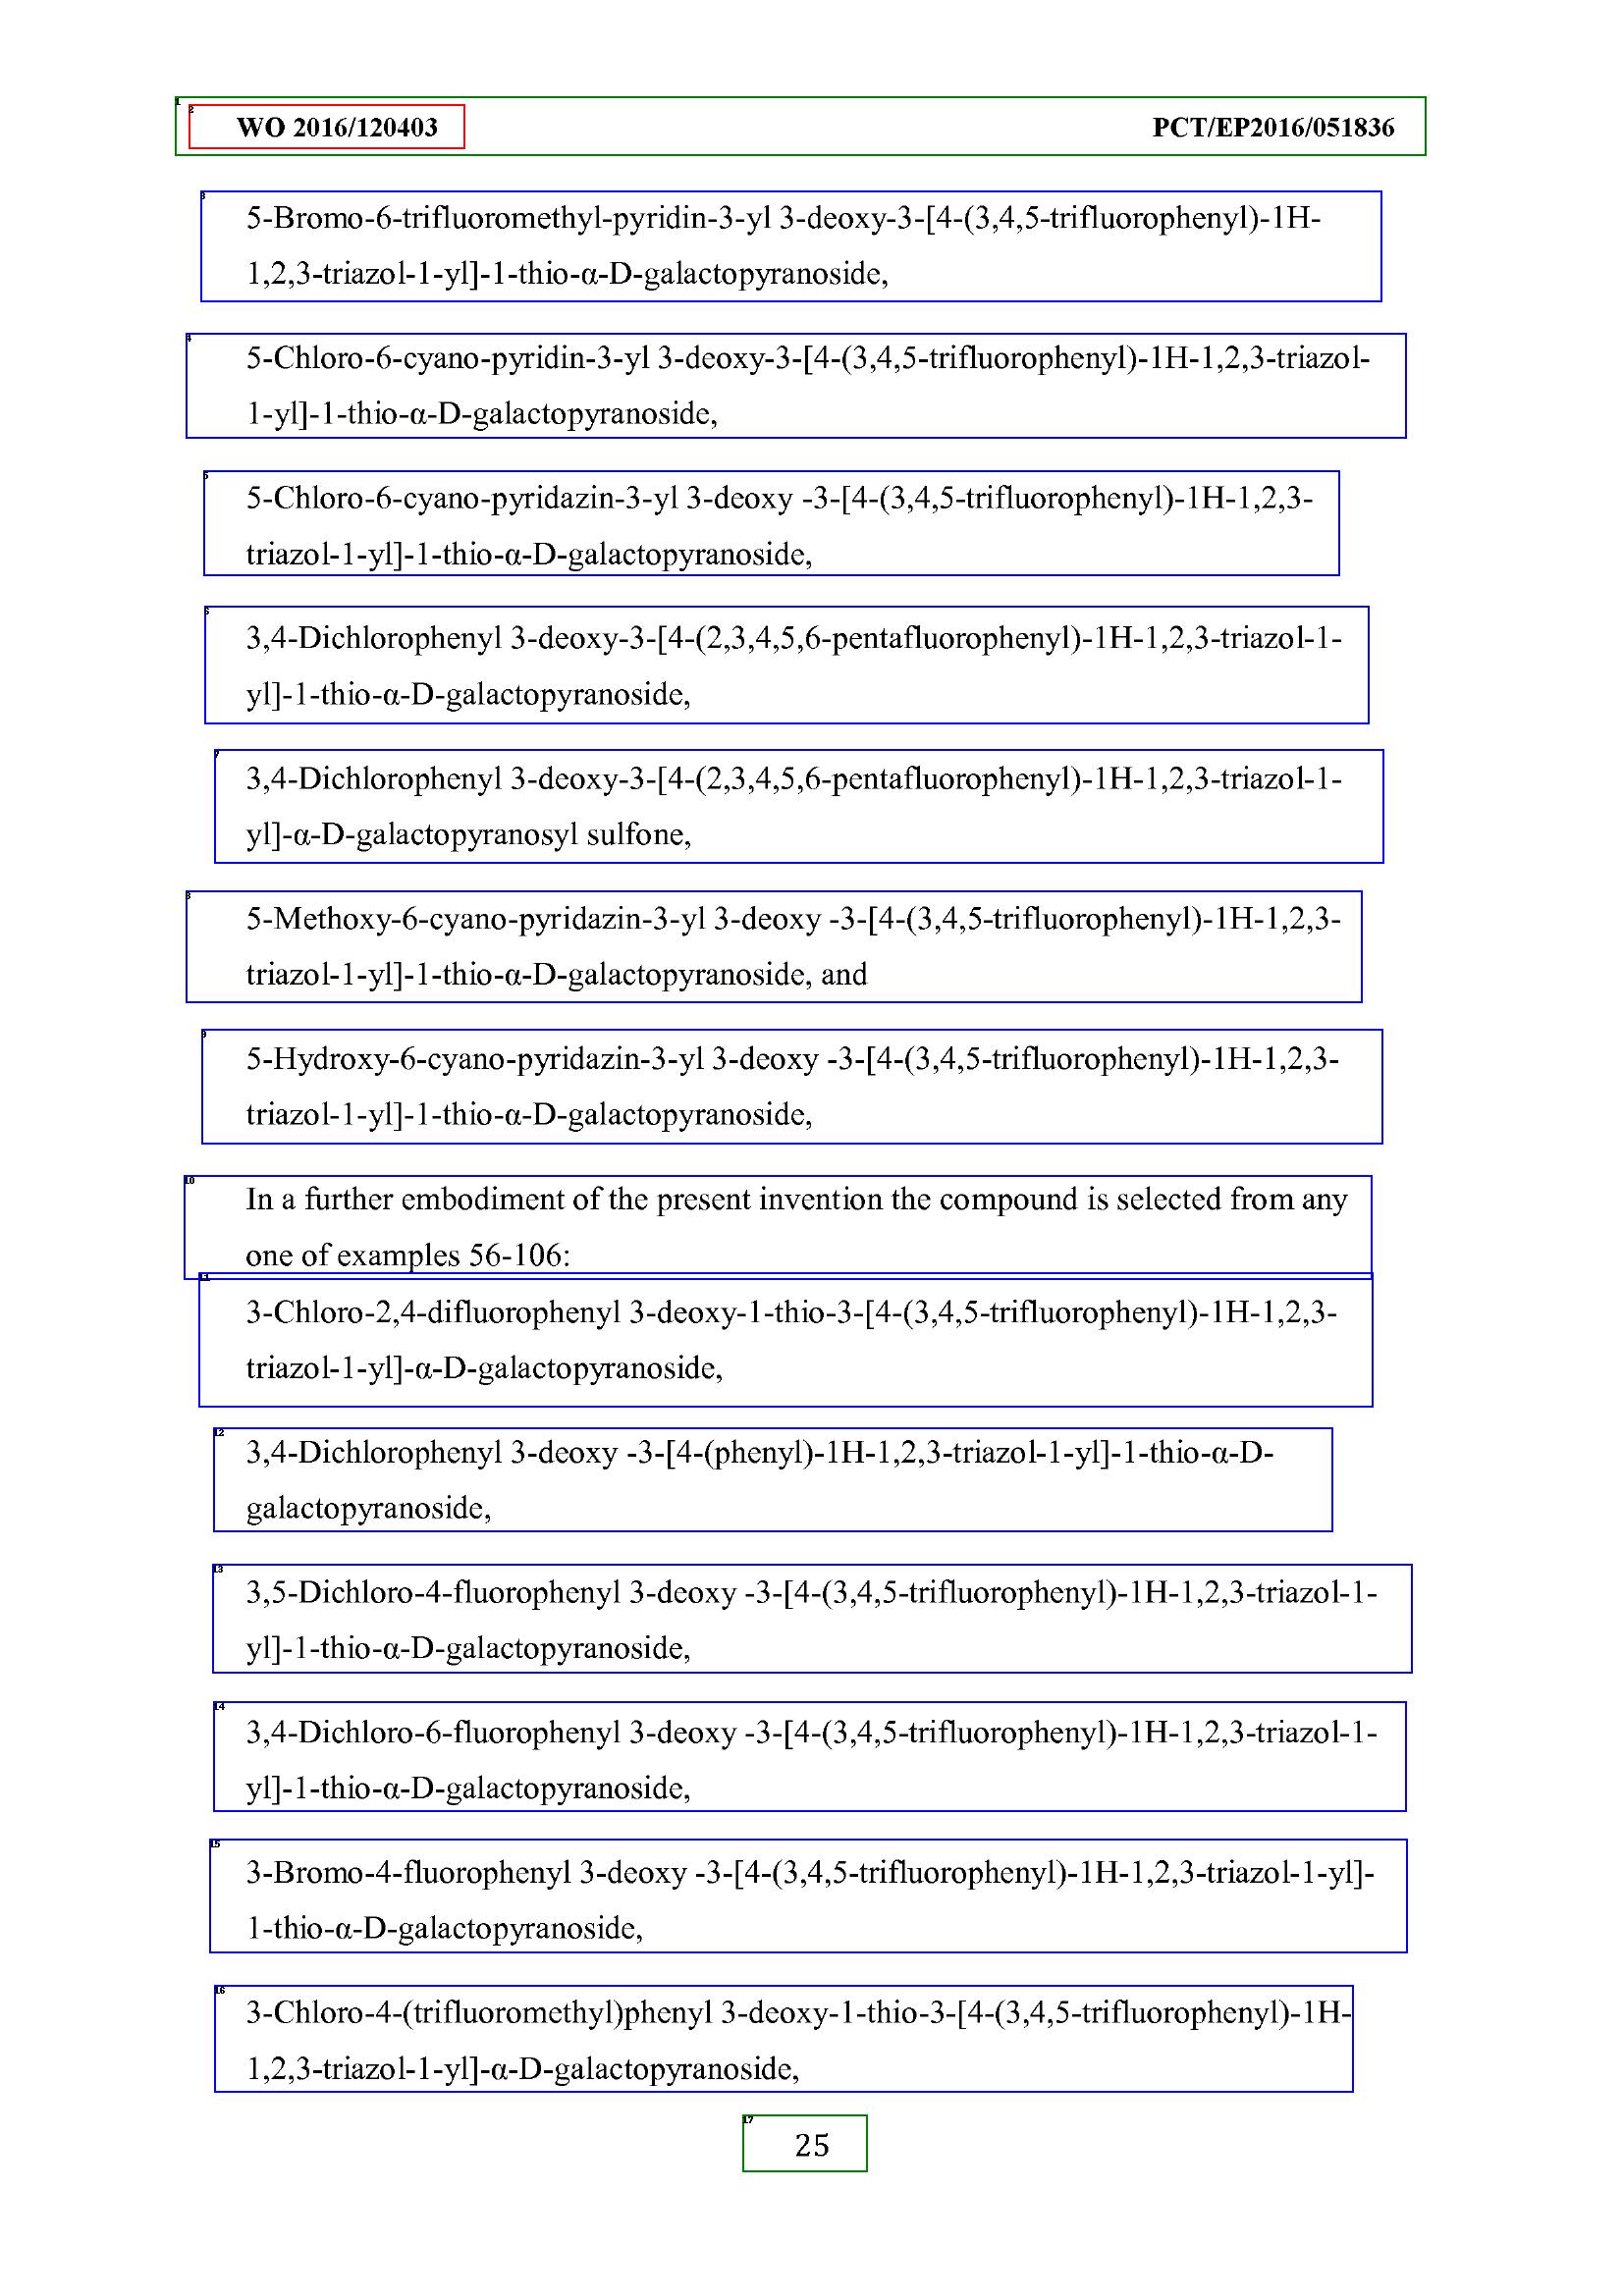 WO 2016/120403 PCT/EP2016/051836
5-Bromo-6-trifluoromethyl-pyridin-3-yl 3-deoxy-3-[4-(3,4,5-trifluorophenyl)-1H-
1,2,3-triazol-1-yl]-1-thio-α-D-galactopyranoside,
5-Chloro-6-cyano-pyridin-3-yl 3-deoxy-3-[4-(3,4,5-trifluorophenyl)-1H-1,2,3-triazol-
1-yl]-1-thio-α-D-galactopyranoside,
5-Chloro-6-cyano-pyridazin-3-yl 3-deoxy -3-[4-(3,4,5-trifluorophenyl)-1H-1,2,3-
triazol-1-yl]-1-thio-α-D-galactopyranoside,
3,4-Dichlorophenyl 3-deoxy-3-[4-(2,3,4,5,6-pentafluorophenyl)-1H-1,2,3-triazol-1-
yl]-1-thio-α-D-galactopyranoside,
3,4-Dichlorophenyl 3-deoxy-3-[4-(2,3,4,5,6-pentafluorophenyl)-1H-1,2,3-triazol-1-
yl]-α-D-galactopyranosyl sulfone,
5-Methoxy-6-cyano-pyridazin-3-yl 3-deoxy -3-[4-(3,4,5-trifluorophenyl)-1H-1,2,3-
triazol-1-yl]-1-thio-α-D-galactopyranoside, and
5-Hydroxy-6-cyano-pyridazin-3-yl 3-deoxy -3-[4-(3,4,5-trifluorophenyl)-1H-1,2,3-
triazol-1-yl]-1-thio-α-D-galactopyranoside,
In a further embodiment of the present invention the compound is selected from any
one of examples 56-106:
3-Chloro-2,4-difluorophenyl 3-deoxy-1-thio-3-[4-(3,4,5-trifluorophenyl)-1H-1,2,3-
triazol-1-yl]-α-D-galactopyranoside,
3,4-Dichlorophenyl 3-deoxy -3-[4-(phenyl)-1H-1,2,3-triazol-1-yl]-1-thio-α-D-
galactopyranoside,
3,5-Dichloro-4-fluorophenyl 3-deoxy -3-[4-(3,4,5-trifluorophenyl)-1H-1,2,3-triazol-1-
yl]-1-thio-α-D-galactopyranoside,
3,4-Dichloro-6-fluorophenyl 3-deoxy -3-[4-(3,4,5-trifluorophenyl)-1H-1,2,3-triazol-1-
yl]-1-thio-α-D-galactopyranoside,
3-Bromo-4-fluorophenyl 3-deoxy -3-[4-(3,4,5-trifluorophenyl)-1H-1,2,3-triazol-1-yl]-
1-thio-α-D-galactopyranoside,
3-Chloro-4-(trifluoromethyl)phenyl 3-deoxy-1-thio-3-[4-(3,4,5-trifluorophenyl)-1H-
1,2,3-triazol-1-yl]-α-D-galactopyranoside,
25